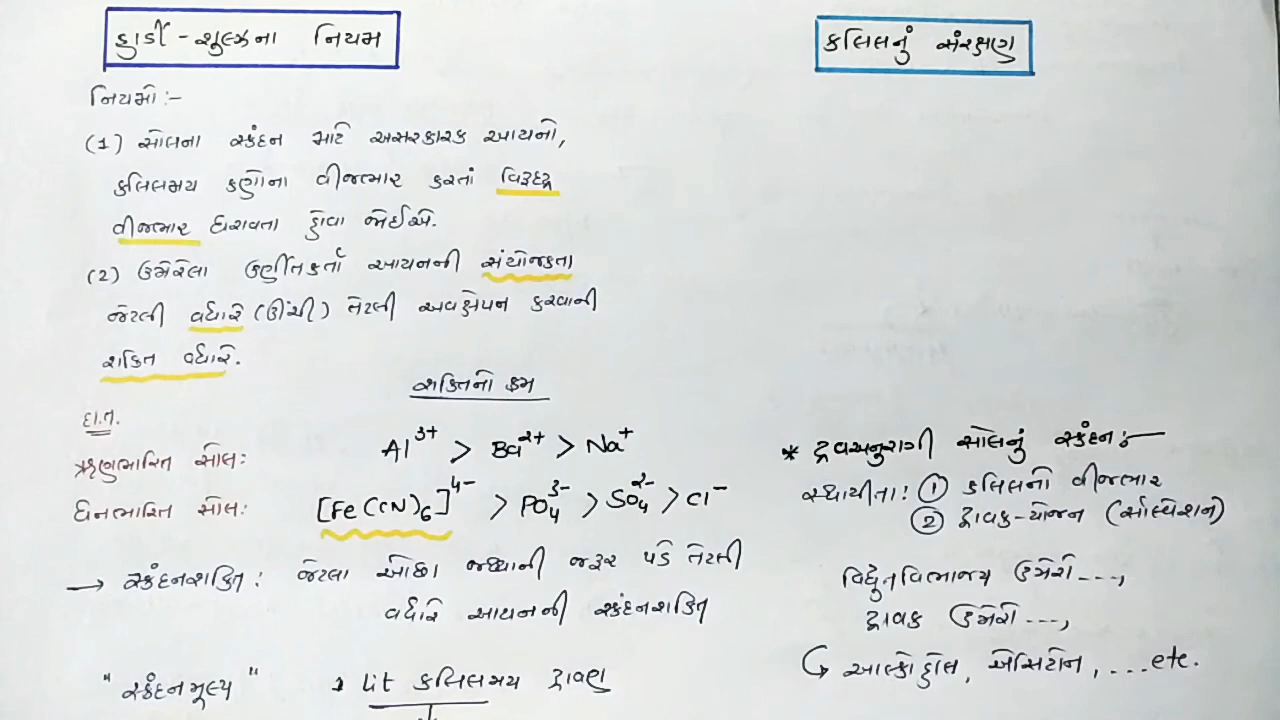 હાર્ડી - શુલ્ઝના નિયમ
નિયમો :-
(1) સોલના સ્કંદન માટે અસરકારક આયનો,
કલિલમય કણોના વીજભાર કરતાં વિરૂદ્ધ
વીજભાર ધરાવતા હોવા જોઈએ.
(2) ઉમેરેલા ઉર્ણીતકર્તા આયનની સંયોજકતા
જેટલી વધારે (ઊંચી) તેટલી અવક્ષેપન કરવાની
શક્તિ વધારે.
શક્તિનો ક્રમ
દા.ત.
ઋણભારિત સોલ: Al³⁺ > Ba²⁺ > Na⁺
ધનભારિત સોલ: [Fe(CN)₆]⁴⁻ > PO₄³⁻ > SO₄²⁻ > Cl⁻
→ સ્કંદનશક્તિ : જેટલા ઓછા જથ્થાની જરૂર પડે તેટલી
વધારે આયનની સ્કંદનશક્તિ
" સ્કંદનમૂલ્ય " 1 lit કલિલમય દ્રાવણ
કલિલનું સંરક્ષણ
* દ્રવઅનુરાગી સોલનું સ્કંદન :-
સ્થાયીતા : ① કલિલનો વીજભાર
② દ્રાવક-યોજન (સોલ્વેશન)
વિદ્યુતવિભાજ્ય ઉમેરો ---,
દ્રાવક ઉમેરો ---,
↳ આલ્કોહોલ, એસિટોન, ...etc.